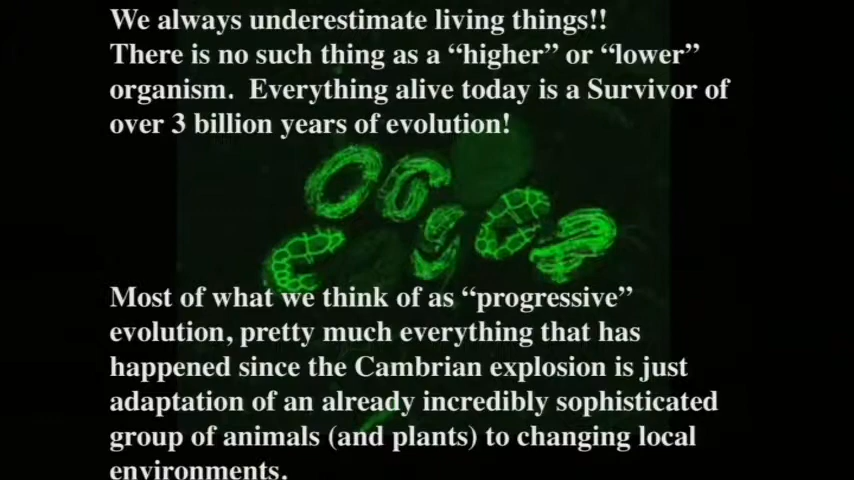 We always underestimate living things!!
There is no such thing as a “higher” or “lower”
organism.  Everything alive today is a Survivor of
over 3 billion years of evolution!
Most of what we think of as “progressive”
evolution, pretty much everything that has
happened since the Cambrian explosion is just
adaptation of an already incredibly sophisticated
group of animals (and plants) to changing local
environments.